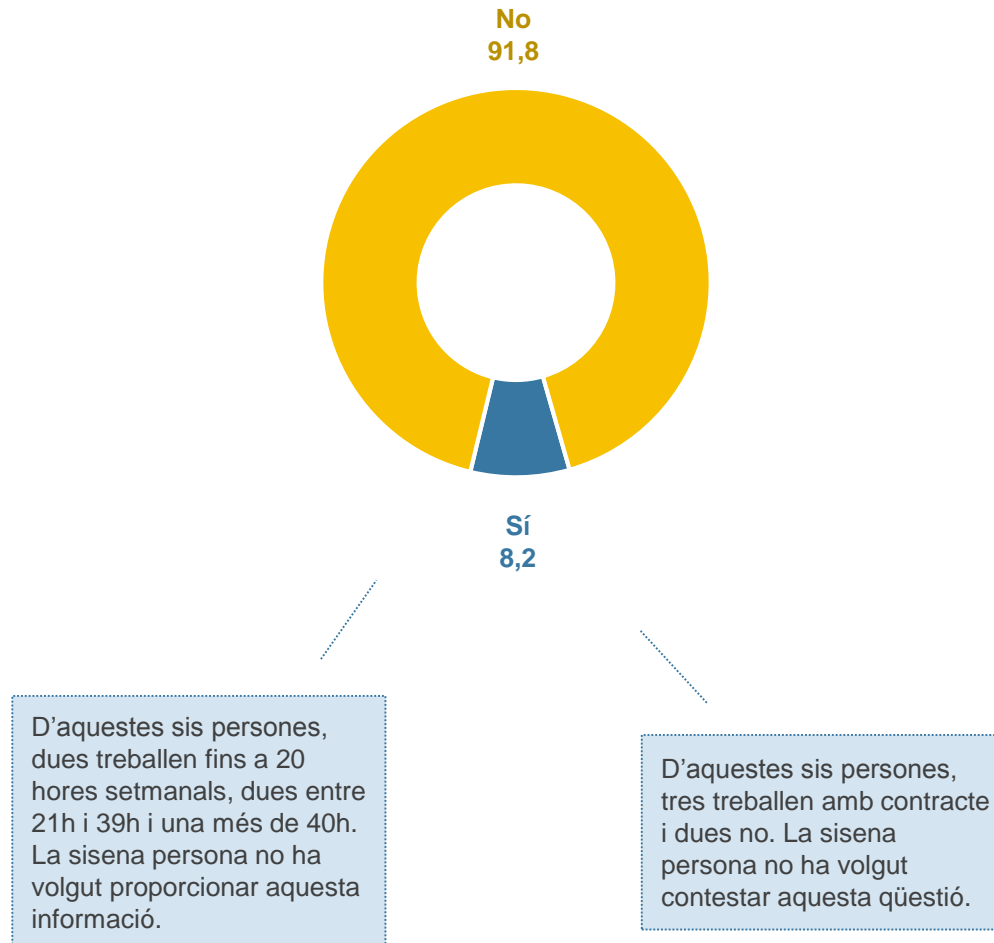 No
91,8
Sí
8,2
D’aquestes sis persones,
dues treballen fins a 20
hores setmanals, dues entre
21h i 39h i una més de 40h.
La sisena persona no ha
volgut proporcionar aquesta
informació.
D’aquestes sis persones,
tres treballen amb contracte
i dues no. La sisena
persona no ha volgut
contestar aquesta qüestió.